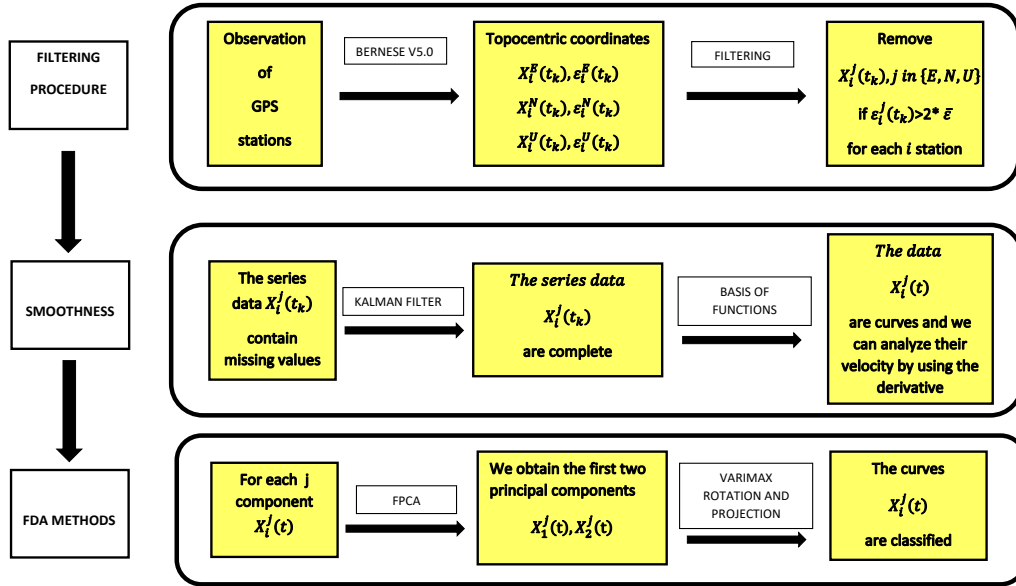 FILTERING
PROCEDURE
Observation
of
GPS
stations
BERNESE V5.0
Topocentric coordinates
X_i^E(t_k), ε_i^E(t_k)
X_i^N(t_k), ε_i^N(t_k)
X_i^U(t_k), ε_i^U(t_k)
FILTERING
Remove
X_i^J(t_k), j in {E, N, U}
if ε_i^J(t_k)>2* ε̄
for each i station
SMOOTHNESS
The series
data X_i^J(t_k)
contain
missing values
KALMAN FILTER
The series data
X_i^J(t_k)
are complete
BASIS OF
FUNCTIONS
The data
X_i^J(t)
are curves and we
can analyze their
velocity by using the
derivative
FDA METHODS
For each j
component
X_i^J(t)
FPCA
We obtain the first two
principal components
X_1^J(t), X_2^J(t)
VARIMAX
ROTATION AND
PROJECTION
The curves
X_i^J(t)
are classified